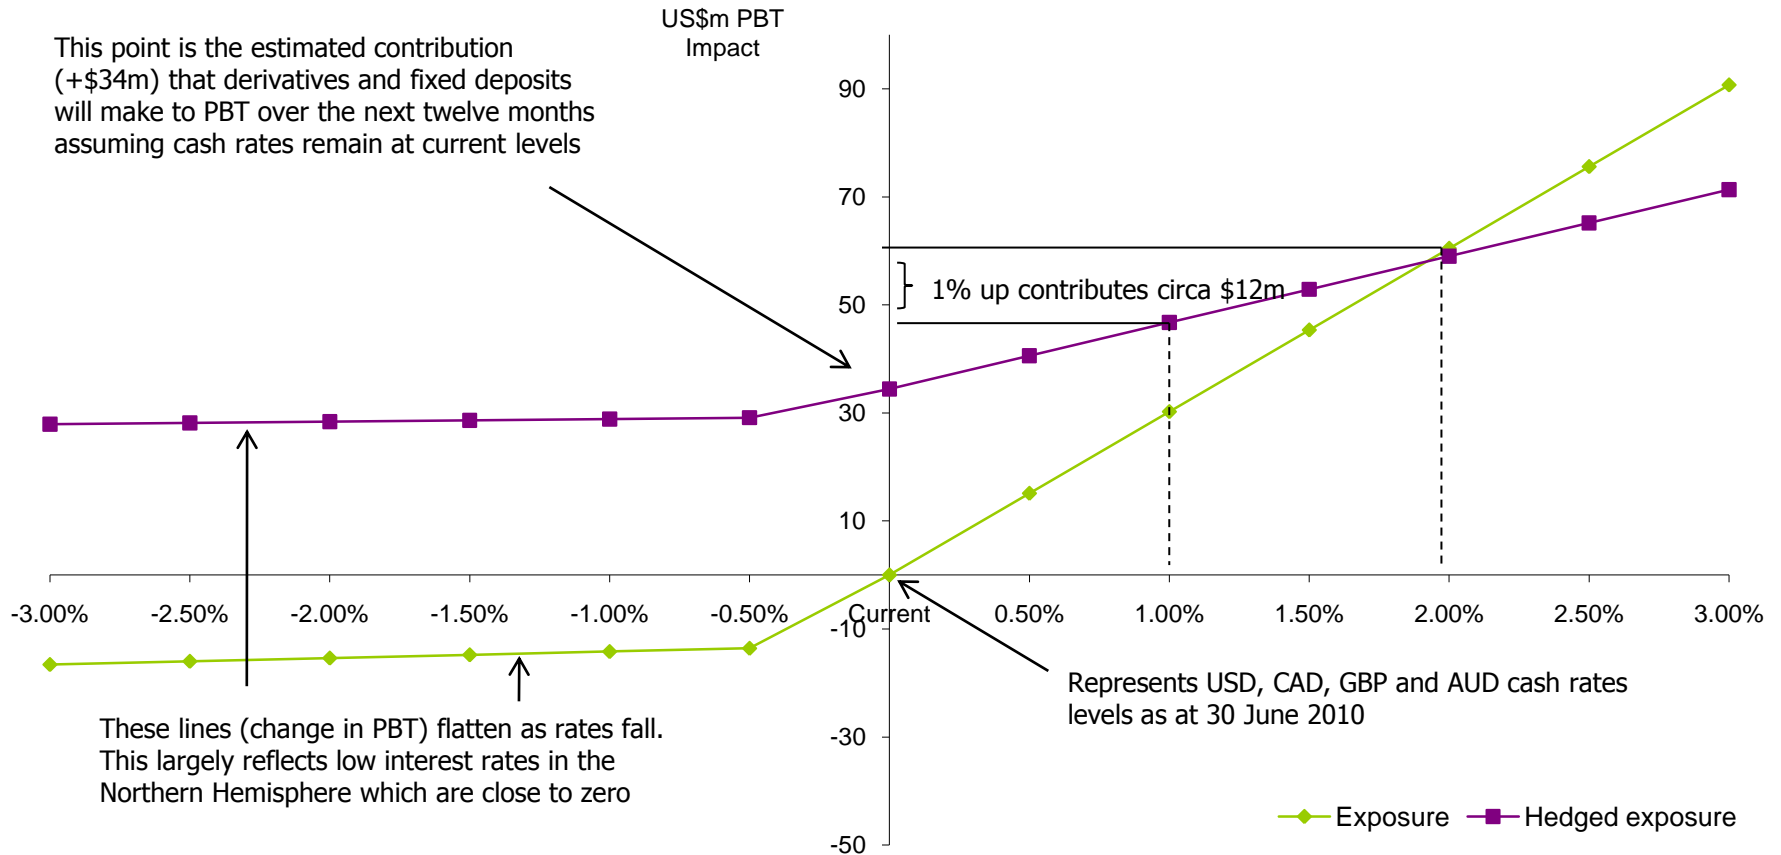 US$m PBT
Impact
This point is the estimated contribution
(+$34m) that derivatives and fixed deposits
will make to PBT over the next twelve months
assuming cash rates remain at current levels
90
70
50
30
10
-10
-30
-50
1% up contributes circa $12m
-3.00% -2.50% -2.00% -1.50% -1.00% -0.50% Current 0.50% 1.00% 1.50% 2.00% 2.50% 3.00%
Represents USD, CAD, GBP and AUD cash rates
levels as at 30 June 2010
These lines (change in PBT) flatten as rates fall.
This largely reflects low interest rates in the
Northern Hemisphere which are close to zero
Exposure Hedged exposure